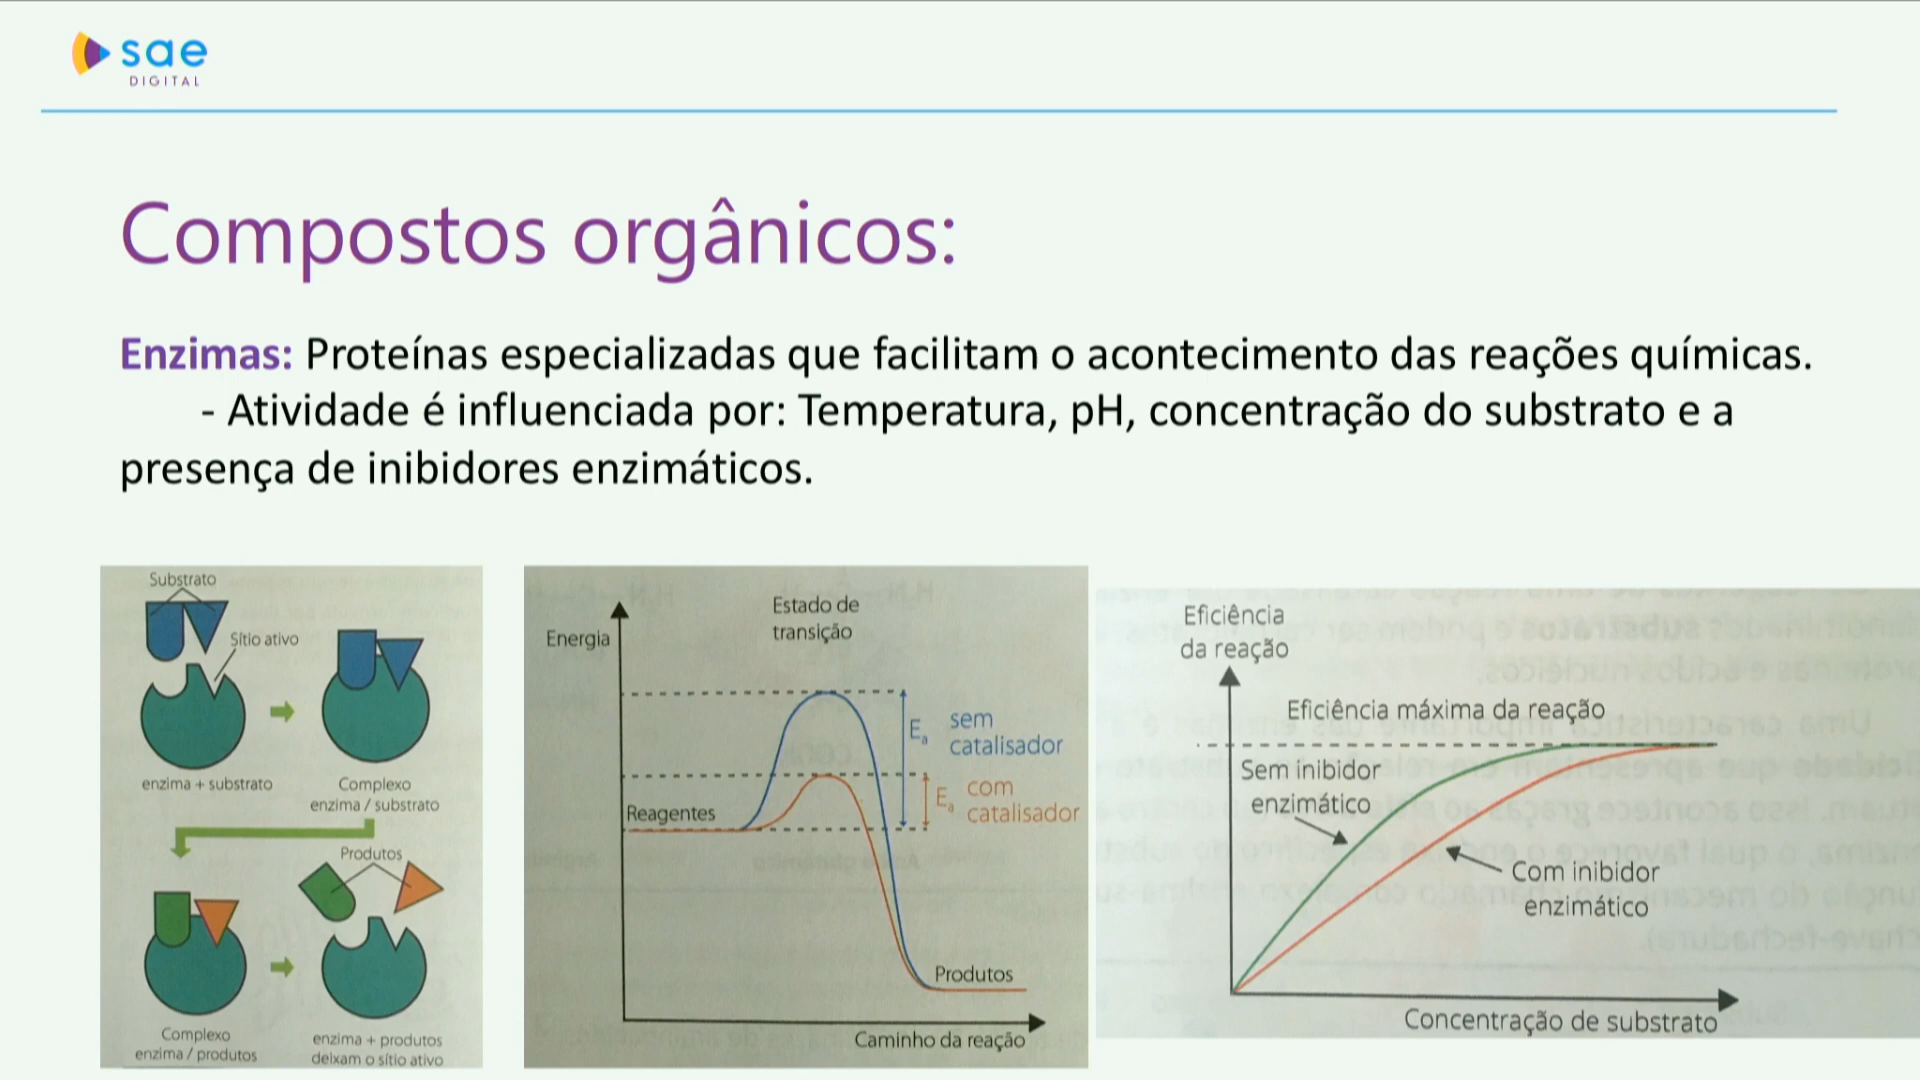 sae
DIGITAL
Compostos orgânicos:
Enzimas: Proteínas especializadas que facilitam o acontecimento das reações químicas.
- Atividade é influenciada por: Temperatura, pH, concentração do substrato e a
presença de inibidores enzimáticos.
Substrato
Sítio ativo
enzima + substrato
Complexo
enzima / substrato
Produtos
Complexo
enzima / produtos
enzima + produtos
deixam o sítio ativo
Energia
Estado de
transição
Ea sem
catalisador
Ea com
catalisador
Reagentes
Produtos
Caminho da reação
Eficiência
da reação
Eficiência máxima da reação
Sem inibidor
enzimático
Com inibidor
enzimático
Concentração de substrato